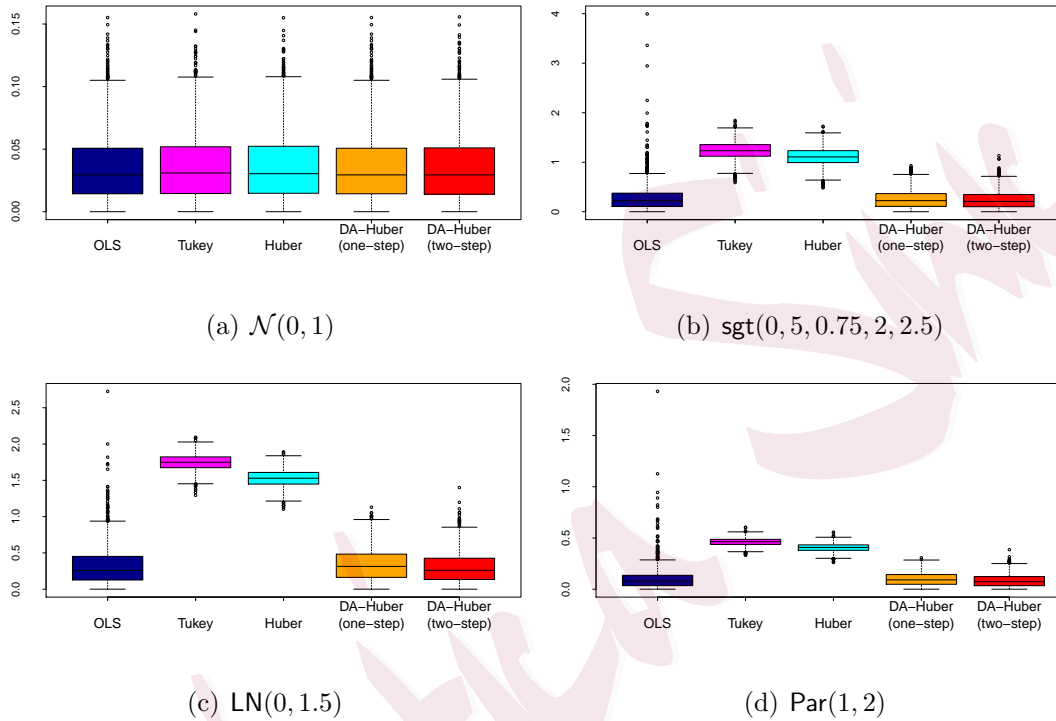 0.00 0.05 0.10 0.15
OLS Tukey Huber DA−Huber (one−step) DA−Huber (two−step)
(a) 𝒩(0, 1)
0 1 2 3 4
OLS Tukey Huber DA−Huber (one−step) DA−Huber (two−step)
(b) sgt(0, 5, 0.75, 2, 2.5)
0.0 0.5 1.0 1.5 2.0 2.5
OLS Tukey Huber DA−Huber (one−step) DA−Huber (two−step)
(c) LN(0, 1.5)
0.0 0.5 1.0 1.5 2.0
OLS Tukey Huber DA−Huber (one−step) DA−Huber (two−step)
(d) Par(1, 2)